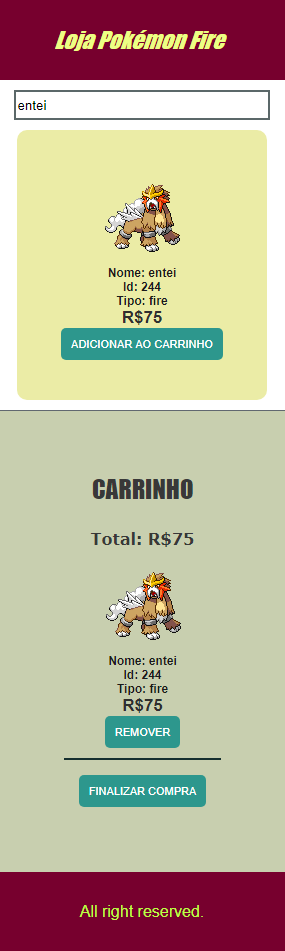 Loja Pokémon Fire
entei
Nome: entei
Id: 244
Tipo: fire
R$75
ADICIONAR AO CARRINHO
CARRINHO
Total: R$75
Nome: entei
Id: 244
Tipo: fire
R$75
REMOVER
FINALIZAR COMPRA
All right reserved.